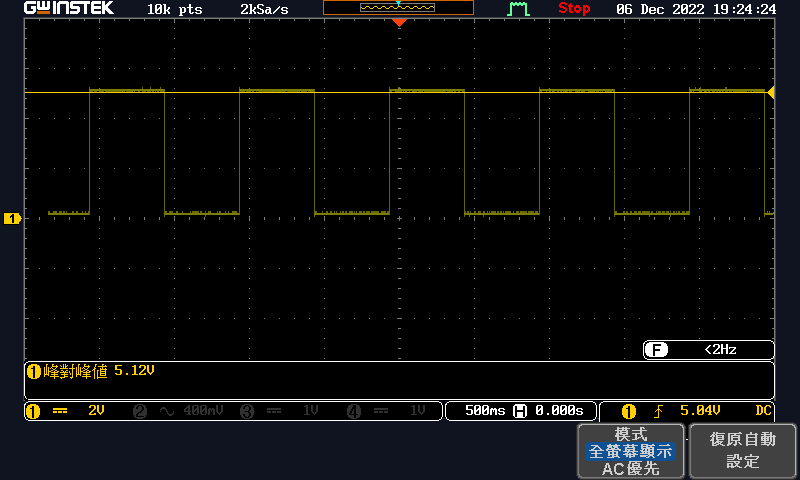 GWINSTEK 10k pts 2kSa/s Stop 06 Dec 2022 19:24:24
1
F <2Hz
1 峰對峰值 5.12V
1 2V 2 400mV 3 1V 4 1V 500ms H 0.000s 1 5.04V DC
模式
全螢幕顯示
AC優先
復原自動
設定